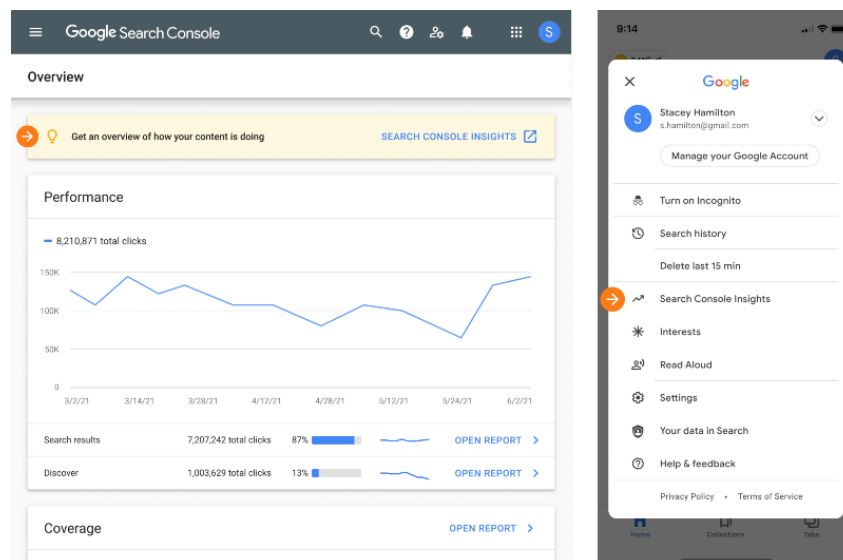 Google Search Console
S
Overview
Get an overview of how your content is doing
SEARCH CONSOLE INSIGHTS
Performance
8,210,871 total clicks
150K
100K
50K
0
3/2/21 3/14/21 3/28/21 4/12/21 4/28/21 5/12/21 5/24/21 6/2/21
Search results 7,207,242 total clicks 87% OPEN REPORT
Discover 1,003,629 total clicks 13% OPEN REPORT
Coverage OPEN REPORT
9:14
Google
S
Stacey Hamilton
s.hamilton@gmail.com
Manage your Google Account
Turn on Incognito
Search history
Delete last 15 min
Search Console Insights
Interests
Read Aloud
Settings
Your data in Search
Help & feedback
Privacy Policy • Terms of Service
Home Collections Tabs